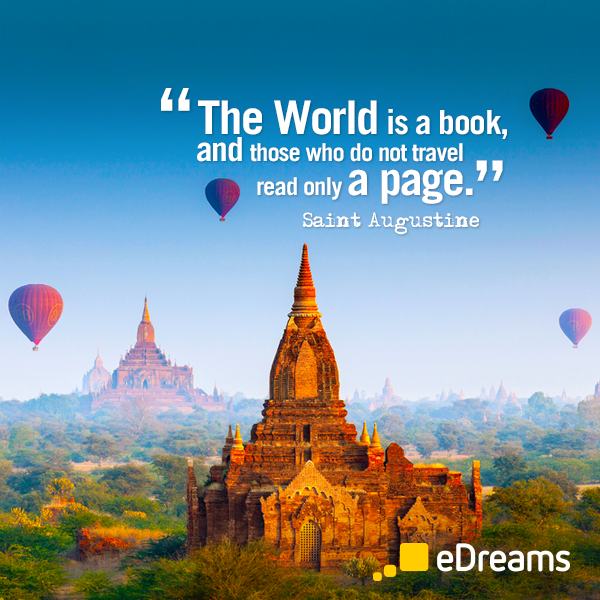 “The World is a book,
and those who do not travel
read only a page.”
Saint Augustine
eDreams